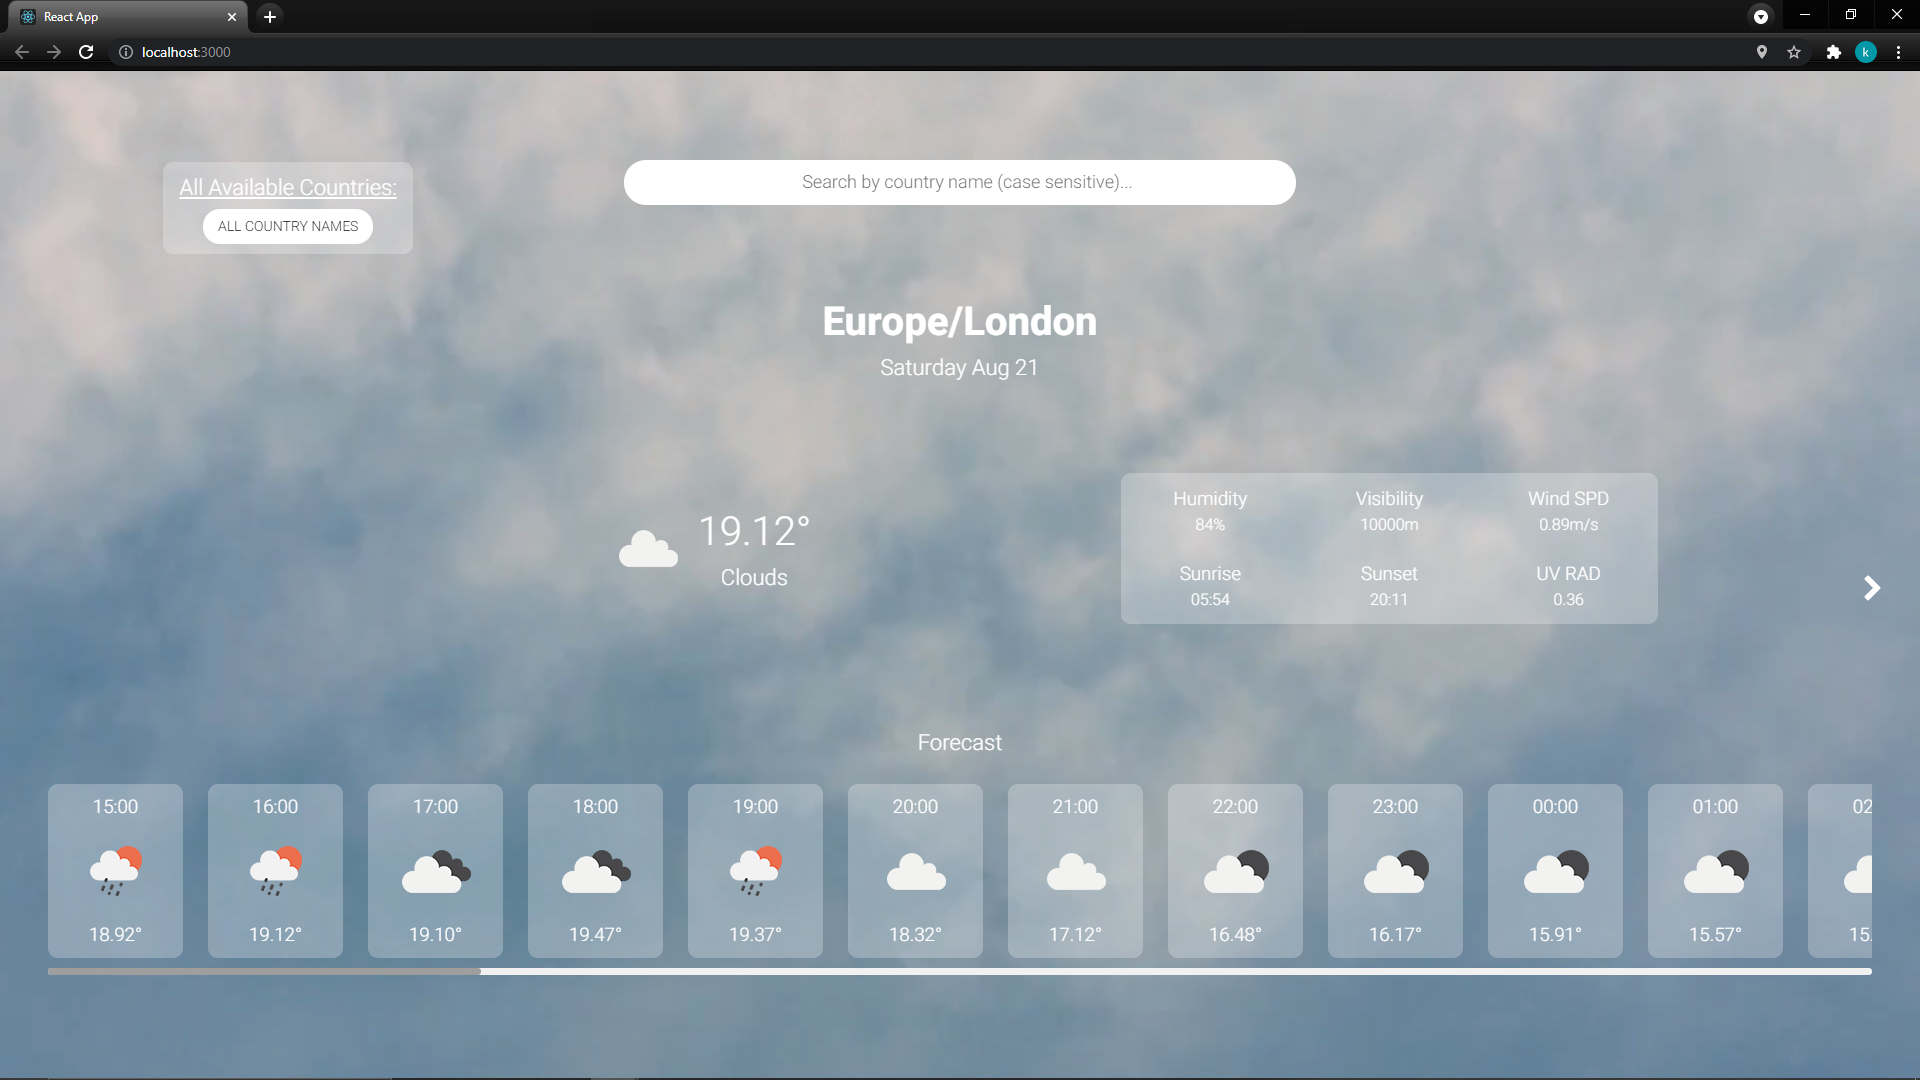 React App
localhost:3000
k
All Available Countries:
ALL COUNTRY NAMES
Search by country name (case sensitive)...
Europe/London
Saturday Aug 21
19.12°
Clouds
Humidity Visibility Wind SPD
84% 10000m 0.89m/s
Sunrise Sunset UV RAD
05:54 20:11 0.36
Forecast
15:00 16:00 17:00 18:00 19:00 20:00 21:00 22:00 23:00 00:00 01:00 02
18.92° 19.12° 19.10° 19.47° 19.37° 18.32° 17.12° 16.48° 16.17° 15.91° 15.57° 15.